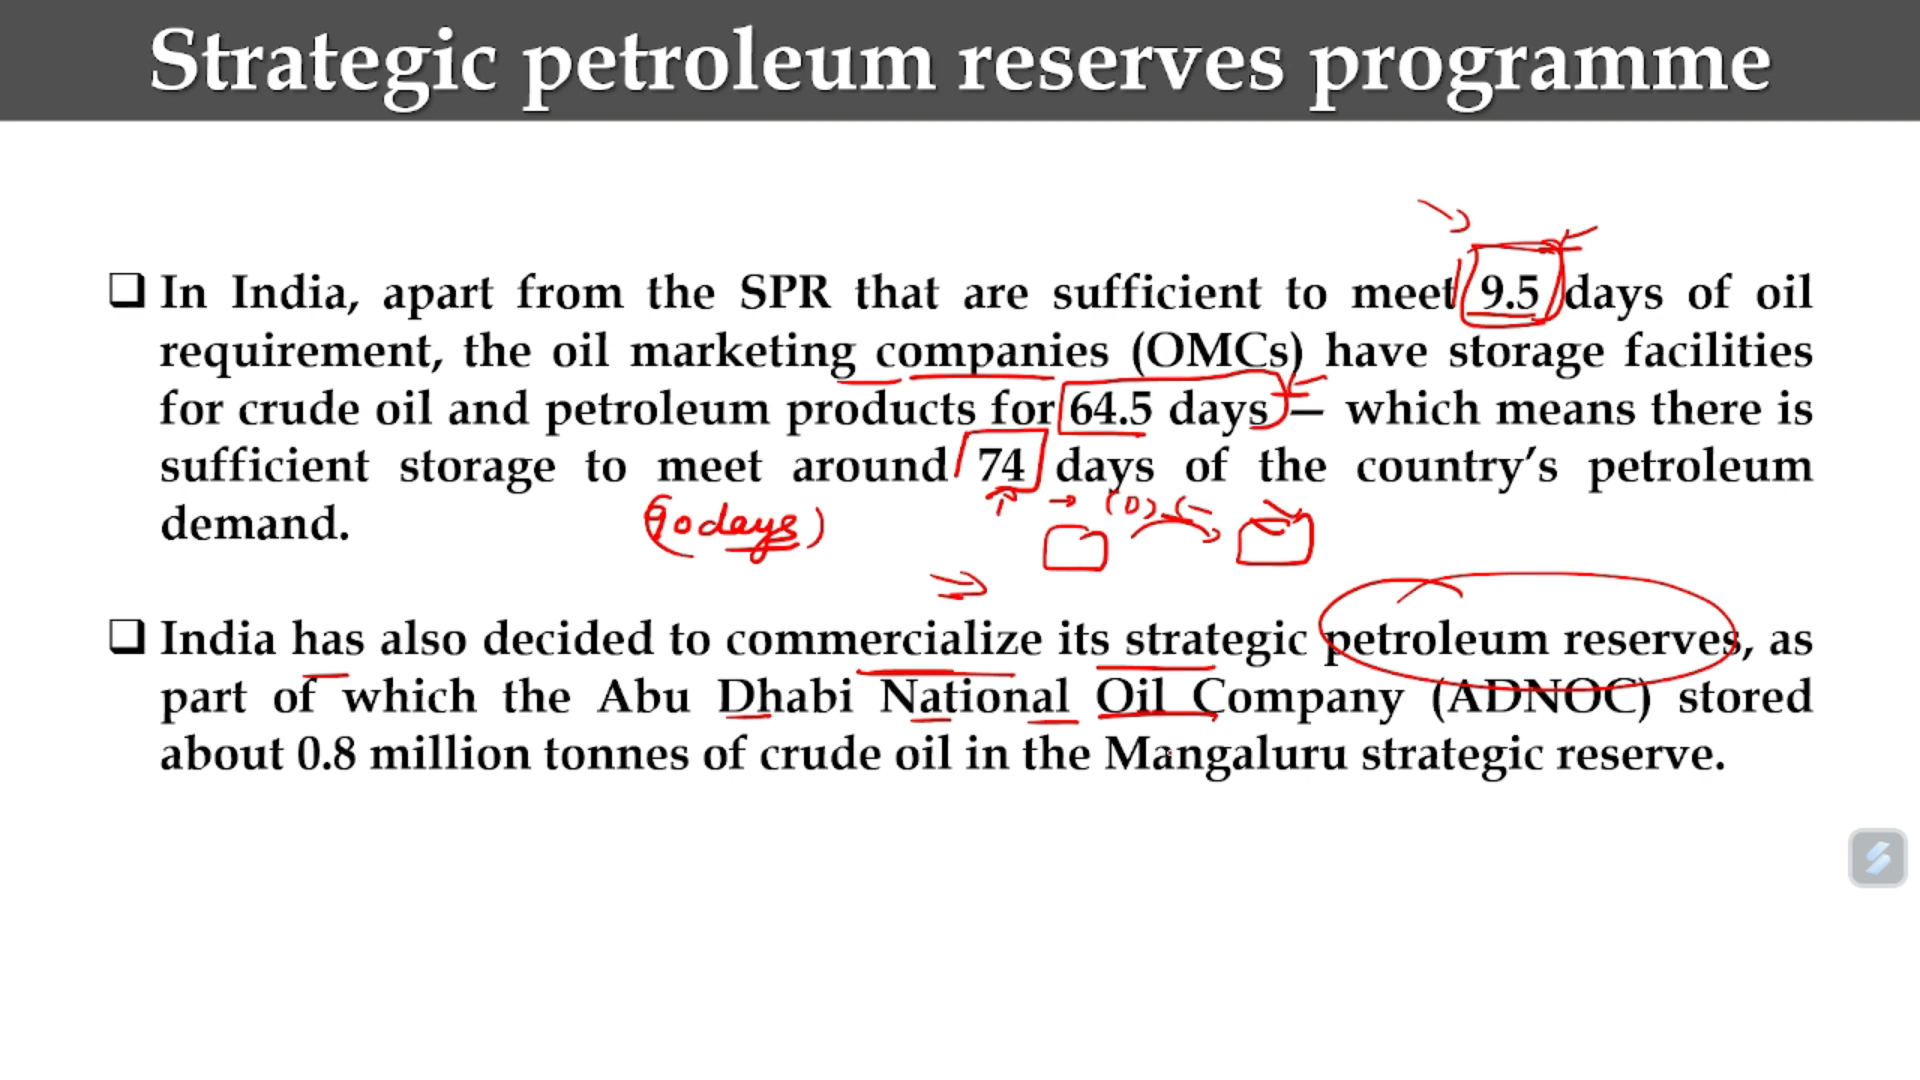 Strategic petroleum reserves programme
❑ In India, apart from the SPR that are sufficient to meet 9.5 days of oil
requirement, the oil marketing companies (OMCs) have storage facilities
for crude oil and petroleum products for 64.5 days – which means there is
sufficient storage to meet around 74 days of the country’s petroleum
demand.
(90 days)
❑ India has also decided to commercialize its strategic petroleum reserves, as
part of which the Abu Dhabi National Oil Company (ADNOC) stored
about 0.8 million tonnes of crude oil in the Mangaluru strategic reserve.